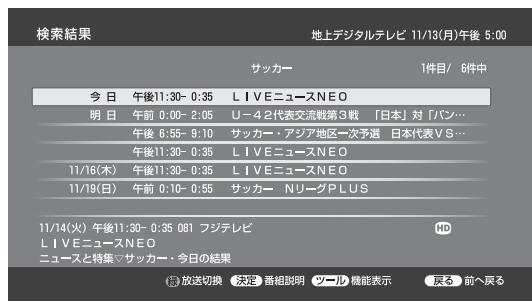 検索結果 地上デジタルテレビ 11/13(月)午後 5:00
サッカー 1件目/ 6件中
今 日 午後11:30- 0:35 ＬＩＶＥニュースＮＥＯ
明 日 午前 0:00- 2:05 Ｕ－４２代表交流戦第３戦 「日本」対「バン…
午後 6:55- 9:10 サッカー・アジア地区一次予選 日本代表ＶＳ…
午後11:30- 0:35 ＬＩＶＥニュースＮＥＯ
11/16(木) 午後11:30- 0:35 ＬＩＶＥニュースＮＥＯ
11/19(日) 午前 0:10- 0:55 サッカー ＮリーグＰＬＵＳ
11/14(火) 午後11:30- 0:35 081 フジテレビ HD
ＬＩＶＥニュースＮＥＯ
ニュースと特集▽サッカー・今日の結果
放送切換 決定 番組説明 ツール 機能表示 戻る 前へ戻る